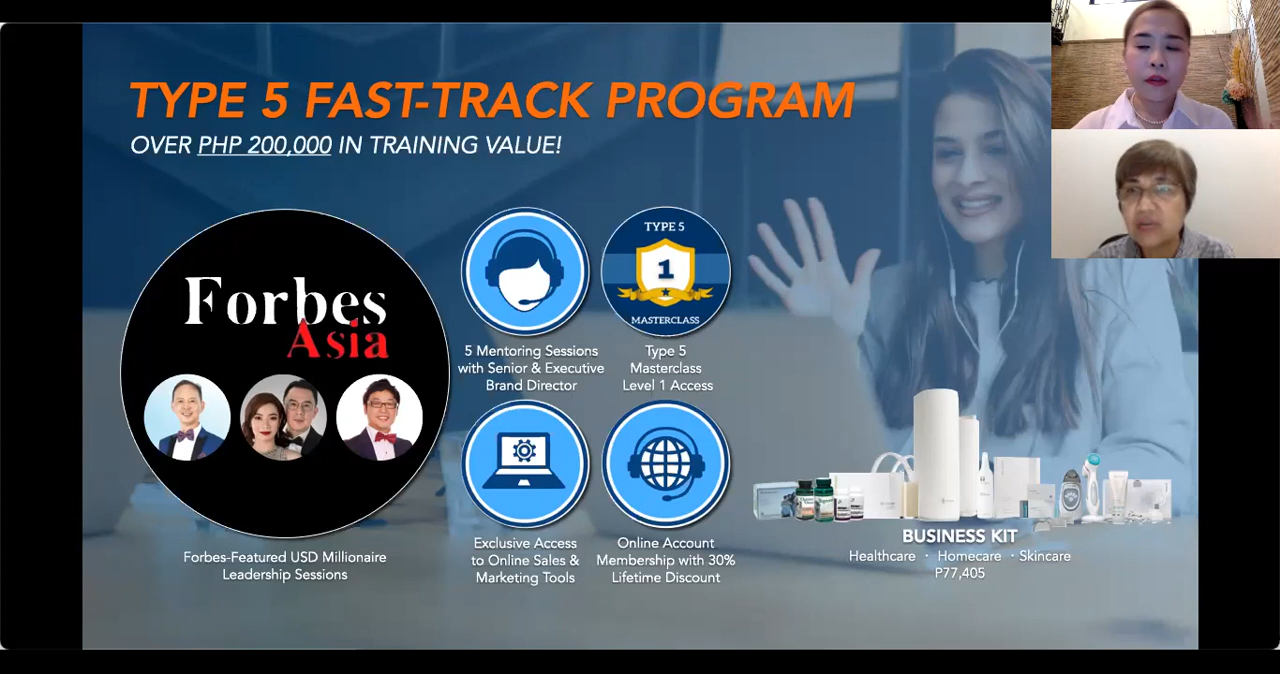 TYPE 5 FAST-TRACK PROGRAM
OVER PHP 200,000 IN TRAINING VALUE!
Forbes
Asia
Forbes-Featured USD Millionaire
Leadership Sessions
5 Mentoring Sessions
with Senior & Executive
Brand Director
TYPE 5
1
MASTERCLASS
Type 5
Masterclass
Level 1 Access
Exclusive Access
to Online Sales &
Marketing Tools
Online Account
Membership with 30%
Lifetime Discount
BUSINESS KIT
Healthcare · Homecare · Skincare
P77,405